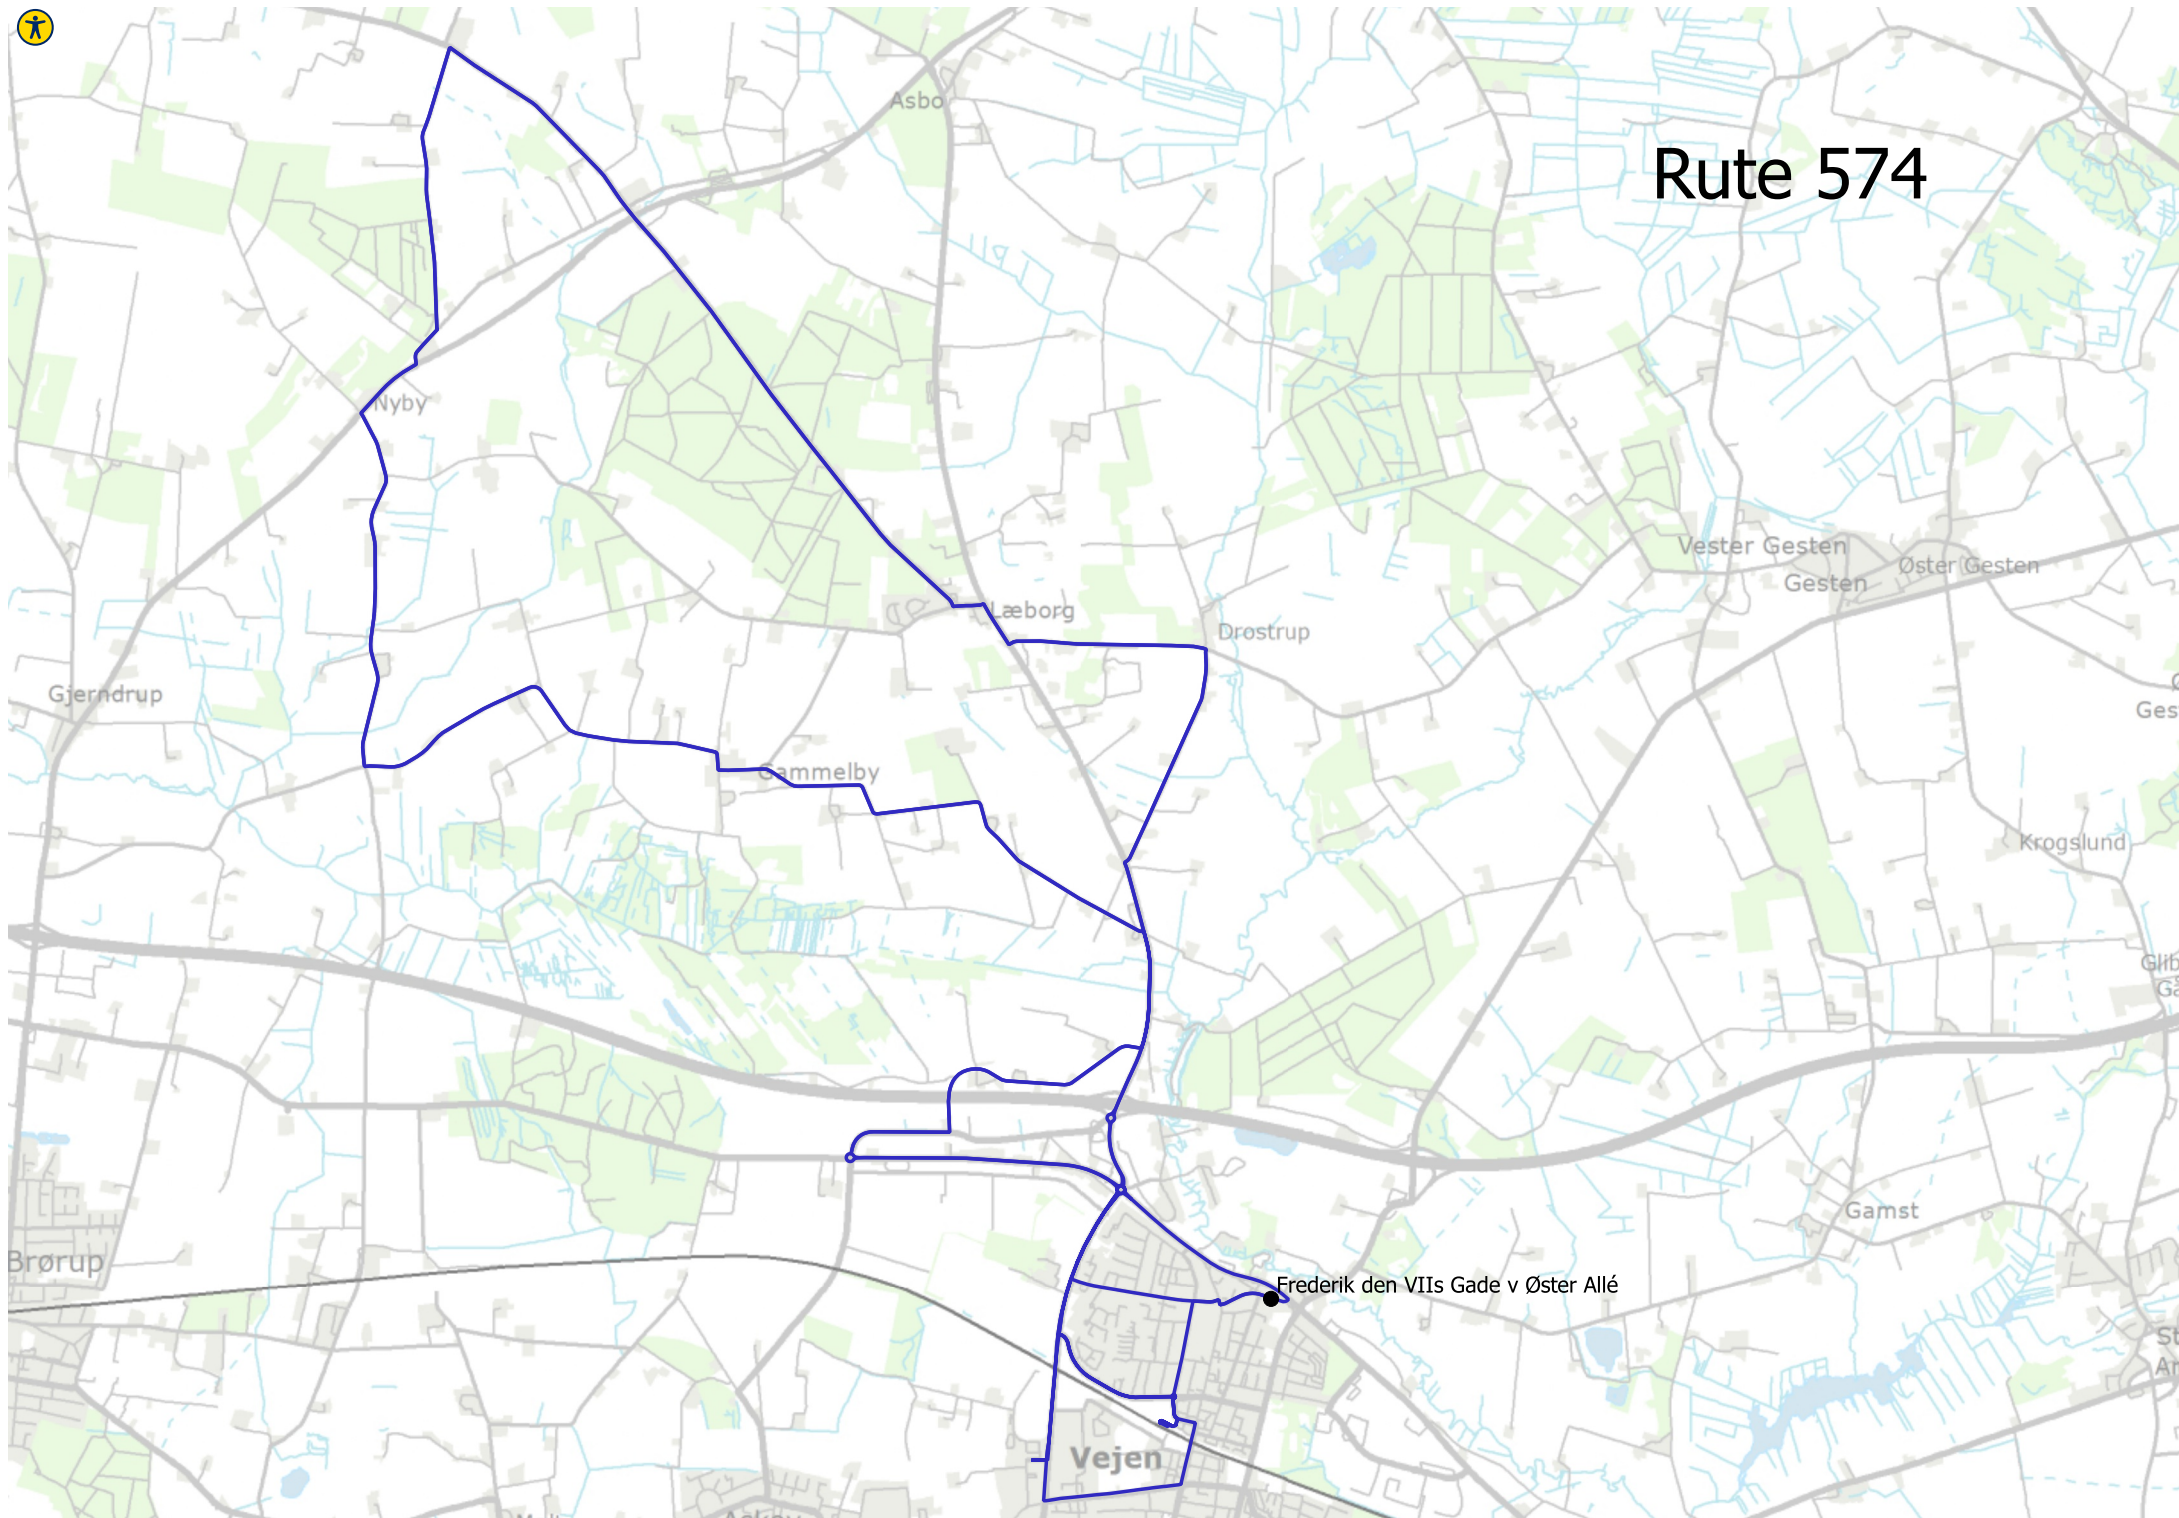 Asbo
Rute 574
Nyby
Vester Gesten
Øster Gesten
Gesten
Læborg
Drostrup
Gjerndrup
Gammelby
Krogslund
Gamst
Brørup
Frederik den VIIs Gade v Øster Allé
Vejen